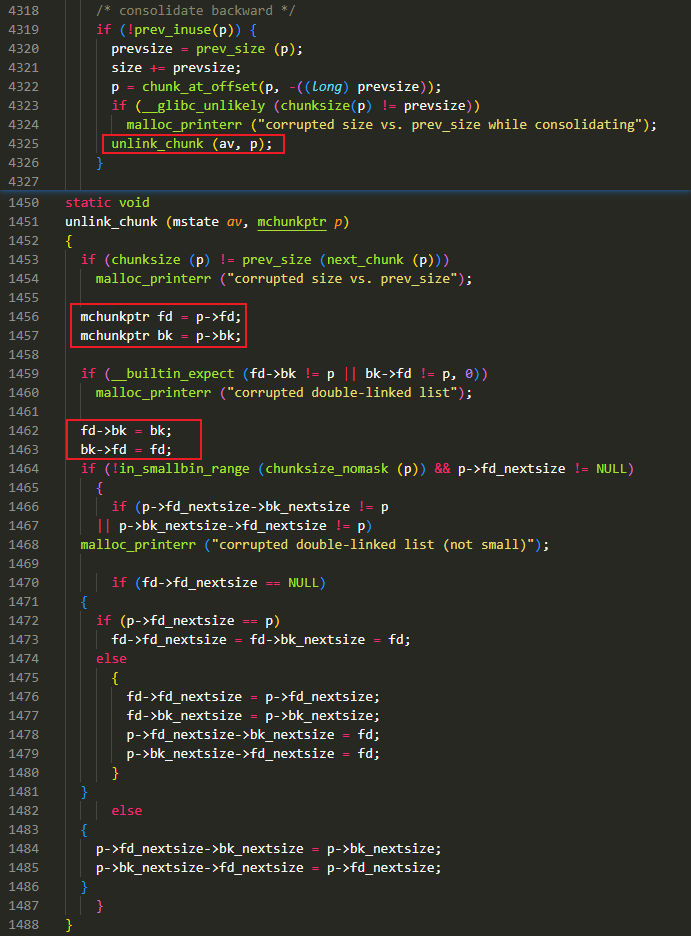 4318 /* consolidate backward */
4319 if (!prev_inuse(p)) {
4320 prevsize = prev_size (p);
4321 size += prevsize;
4322 p = chunk_at_offset(p, -((long) prevsize));
4323 if (__glibc_unlikely (chunksize(p) != prevsize))
4324 malloc_printerr ("corrupted size vs. prev_size while consolidating");
4325 unlink_chunk (av, p);
4326 }
4327
1450 static void
1451 unlink_chunk (mstate av, mchunkptr p)
1452 {
1453 if (chunksize (p) != prev_size (next_chunk (p)))
1454 malloc_printerr ("corrupted size vs. prev_size");
1455
1456 mchunkptr fd = p->fd;
1457 mchunkptr bk = p->bk;
1458
1459 if (__builtin_expect (fd->bk != p || bk->fd != p, 0))
1460 malloc_printerr ("corrupted double-linked list");
1461
1462 fd->bk = bk;
1463 bk->fd = fd;
1464 if (!in_smallbin_range (chunksize_nomask (p)) && p->fd_nextsize != NULL)
1465 {
1466 if (p->fd_nextsize->bk_nextsize != p
1467 || p->bk_nextsize->fd_nextsize != p)
1468 malloc_printerr ("corrupted double-linked list (not small)");
1469
1470 if (fd->fd_nextsize == NULL)
1471 {
1472 if (p->fd_nextsize == p)
1473 fd->fd_nextsize = fd->bk_nextsize = fd;
1474 else
1475 {
1476 fd->fd_nextsize = p->fd_nextsize;
1477 fd->bk_nextsize = p->bk_nextsize;
1478 p->fd_nextsize->bk_nextsize = fd;
1479 p->bk_nextsize->fd_nextsize = fd;
1480 }
1481 }
1482 else
1483 {
1484 p->fd_nextsize->bk_nextsize = p->bk_nextsize;
1485 p->bk_nextsize->fd_nextsize = p->fd_nextsize;
1486 }
1487 }
1488 }